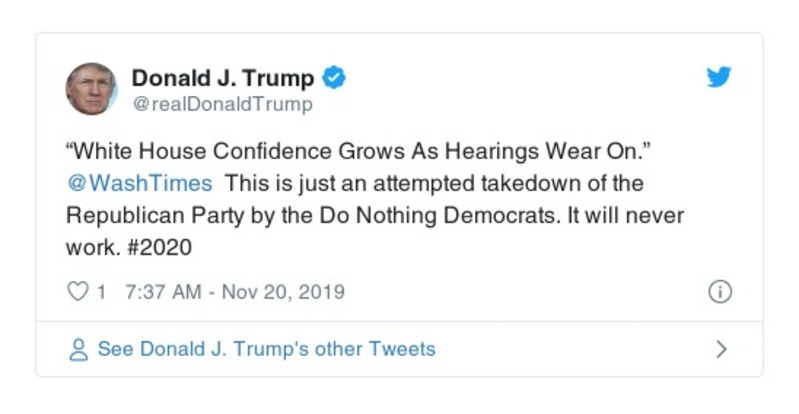 Donald J. Trump
@realDonaldTrump
“White House Confidence Grows As Hearings Wear On.”
@WashTimes This is just an attempted takedown of the
Republican Party by the Do Nothing Democrats. It will never
work. #2020
1 7:37 AM - Nov 20, 2019
See Donald J. Trump's other Tweets